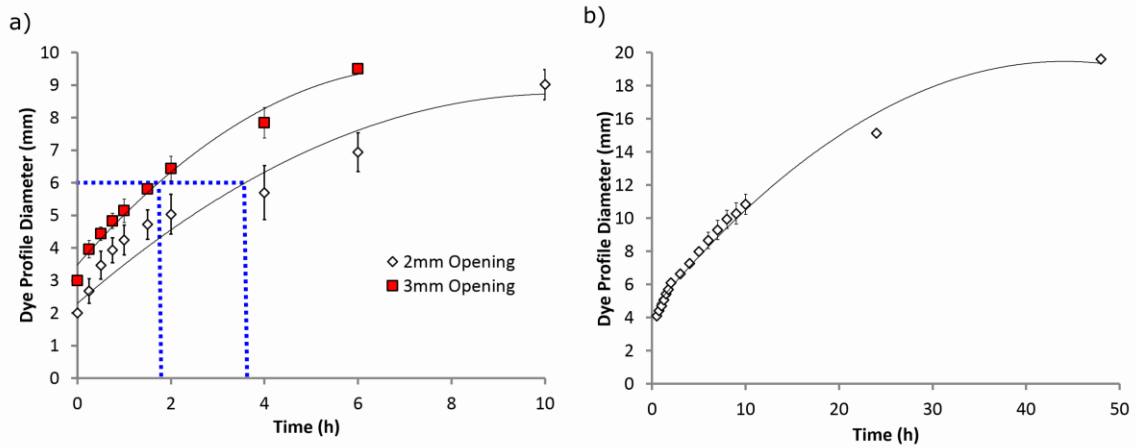 a)
Dye Profile Diameter (mm)
10
9
8
7
6
5
4
3
2
1
0
0 2 4 6 8 10
Time (h)
2mm Opening
3mm Opening
b)
Dye Profile Diameter (mm)
20
18
16
14
12
10
8
6
4
2
0
0 10 20 30 40 50
Time (h)